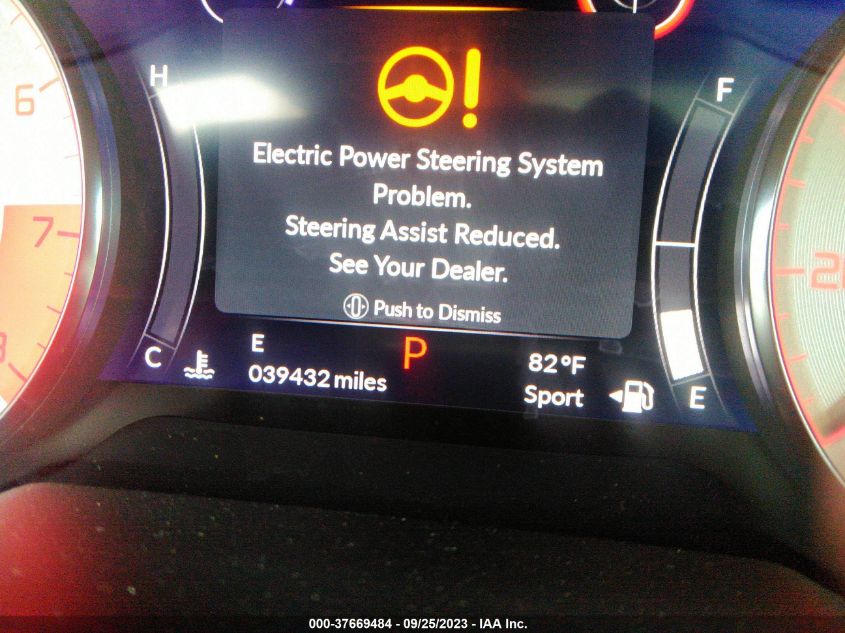 H
F
6
Electric Power Steering System
Problem.
Steering Assist Reduced.
See Your Dealer.
Push to Dismiss
7
2
C
E
P
82°F
E
039432 miles
Sport
000-37669484 - 09/25/2023 - IAA Inc.